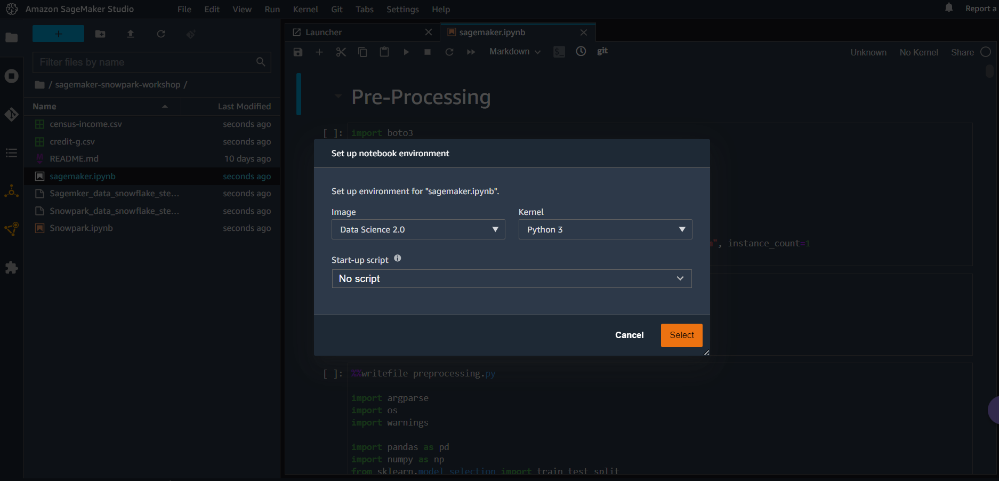 Amazon SageMaker Studio File Edit View Run Kernel Git Tabs Settings Help Report a
+
Filter files by name
/ sagemaker-snowpark-workshop /
Name Last Modified
census-income.csv seconds ago
credit-g.csv seconds ago
README.md 10 days ago
sagemaker.ipynb seconds ago
Sagemker_data_snowflake_ste... seconds ago
Snowpark_data_snowflake_ste... seconds ago
Snowpark.ipynb seconds ago
Launcher
sagemaker.ipynb
Markdown git Unknown No Kernel Share
Pre-Processing
[ ]: import boto3
", instance_count=1
Set up notebook environment
Set up environment for "sagemaker.ipynb".
Image
Data Science 2.0
Kernel
Python 3
Start-up script
No script
Cancel Select
[ ]: %%writefile preprocessing.py
import argparse
import os
import warnings
import pandas as pd
import numpy as np
from sklearn.model_selection import train_test_split